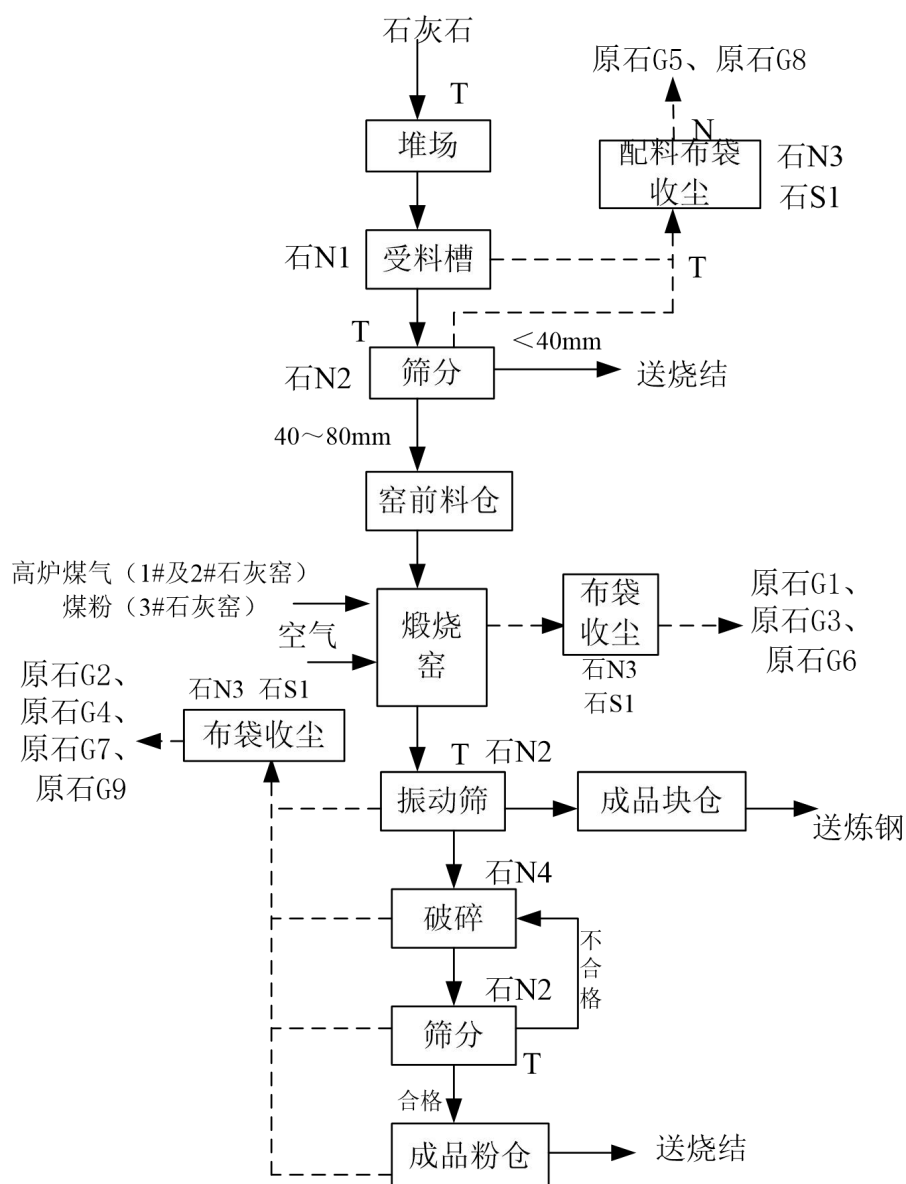 石灰石
原石G5、原石G8
T
N
堆场
配料布袋
收尘
石N3
石S1
石N1
受料槽
T
T
<40mm
石N2
筛分
送烧结
40～80mm
窑前料仓
高炉煤气（1#及2#石灰窑）
煤粉（3#石灰窑）
空气
煅烧
窑
布袋
收尘
石N3
石S1
原石G1、
原石G3、
原石G6
原石G2、
原石G4、
原石G7、
原石G9
石N3 石S1
布袋收尘
T
石N2
振动筛
成品块仓
送炼钢
石N4
破碎
不合格
石N2
筛分
T
合格
成品粉仓
送烧结